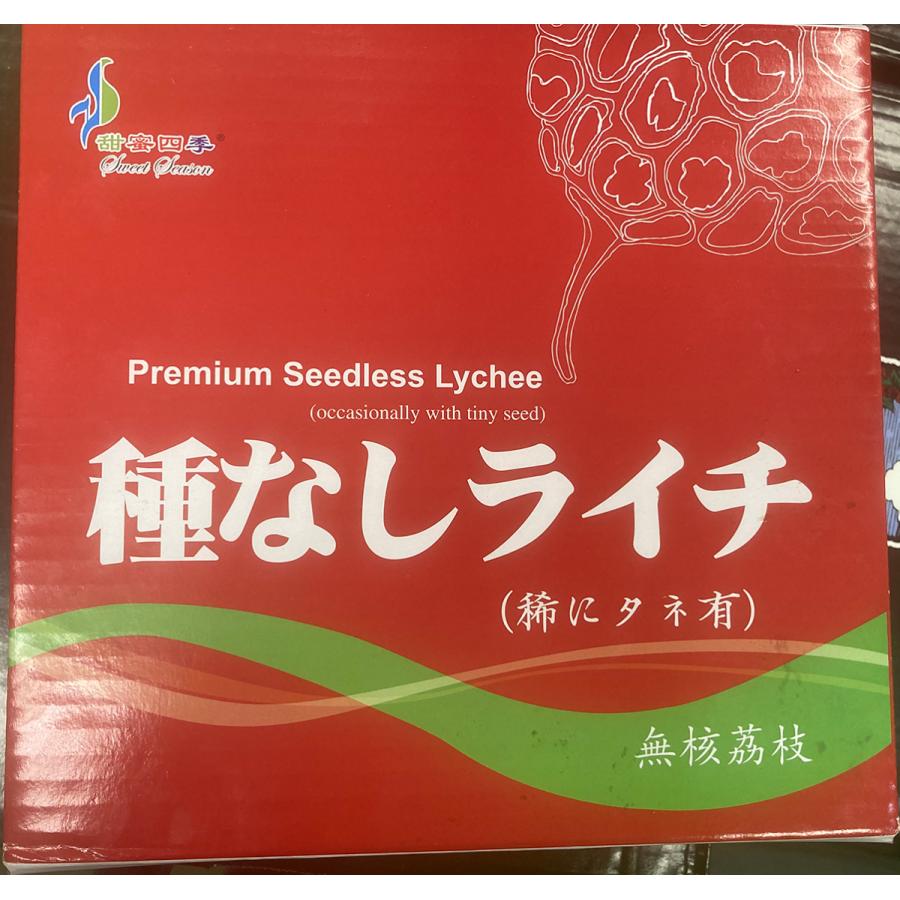 甜蜜四季®
Sweet Season
Premium Seedless Lychee
(occasionally with tiny seed)
種なしライチ
(稀にタネ有)
無核荔枝